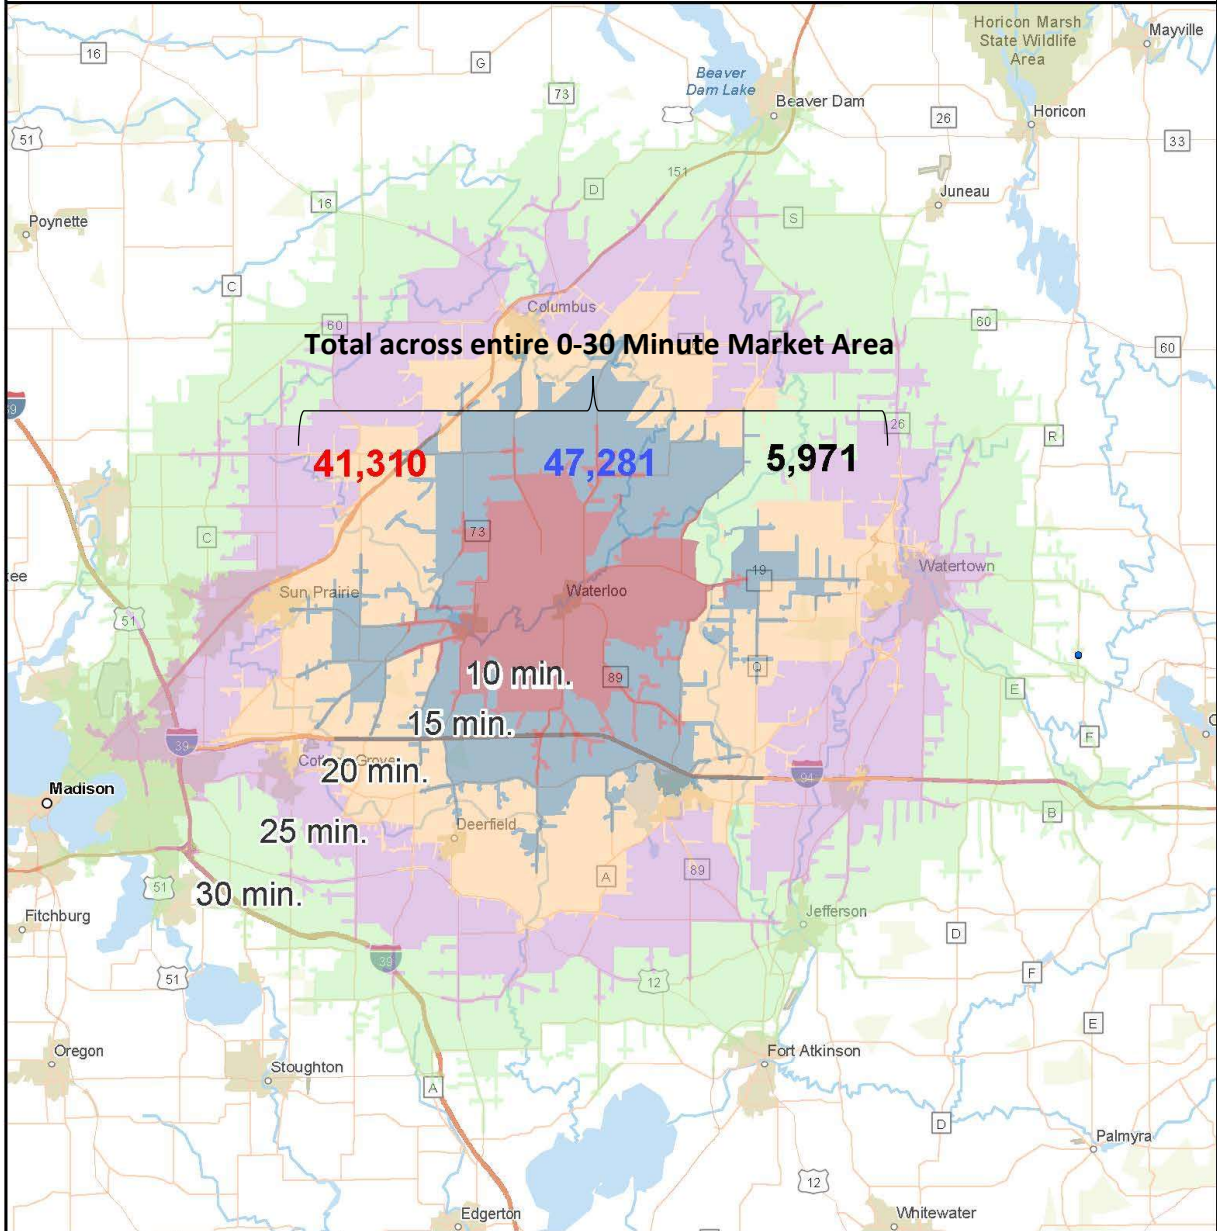 Horicon Marsh
State Wildlife
Area
Mayville
16
G
Beaver
Dam Lake
73
Beaver Dam
26
Horicon
51
33
151
D
Juneau
16
S
Poynette
C
Columbus
60
60
60
Total across entire 0-30 Minute Market Area
39
26
R
41,310
47,281
5,971
73
C
19
Watertown
Sun Prairie
Waterloo
51
Q
10 min.
89
E
15 min.
39
F
20 min.
94
Madison
B
25 min.
Deerfield
A
89
51
30 min.
Jefferson
Fitchburg
D
39
51
12
F
E
Oregon
Fort Atkinson
Stoughton
A
D
Palmyra
12
Edgerton
Whitewater